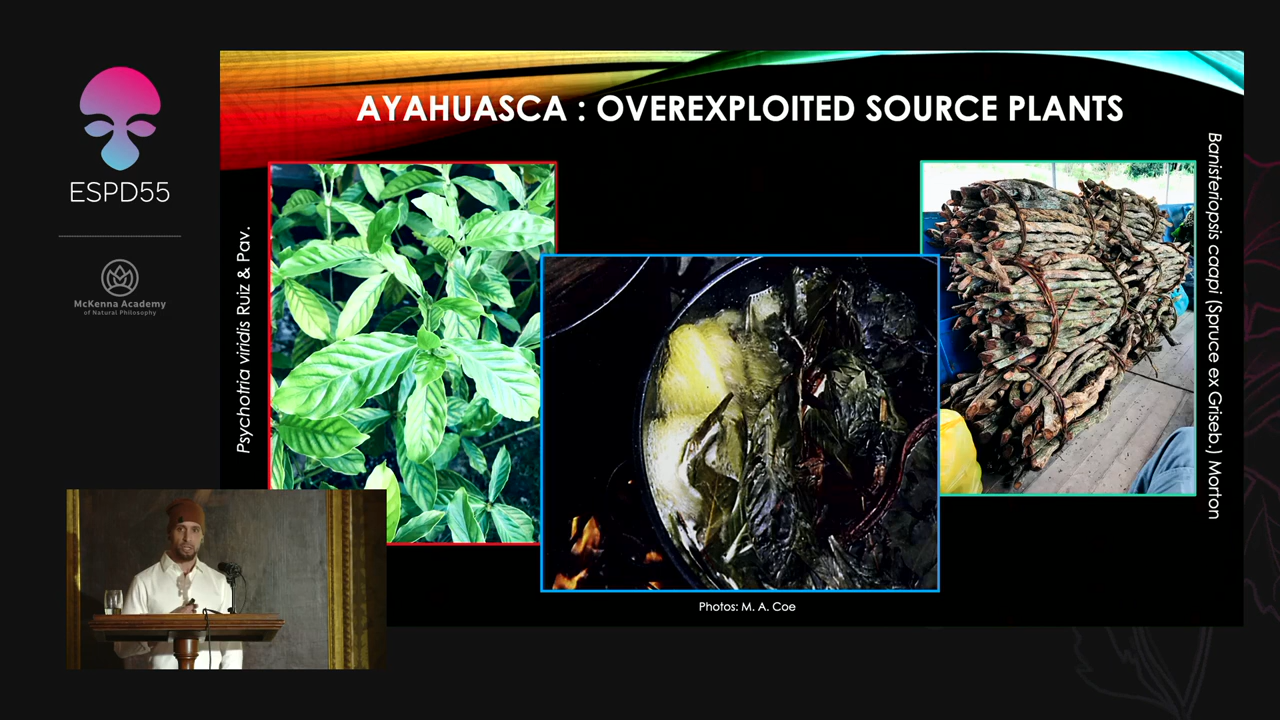 ESPD55
McKenna Academy
of Natural Philosophy
AYAHUASCA : OVEREXPLOITED SOURCE PLANTS
Psychotria viridis Ruiz & Pav.
Banisteriopsis caapi (Spruce ex Griseb.) Morton
Photos: M. A. Coe